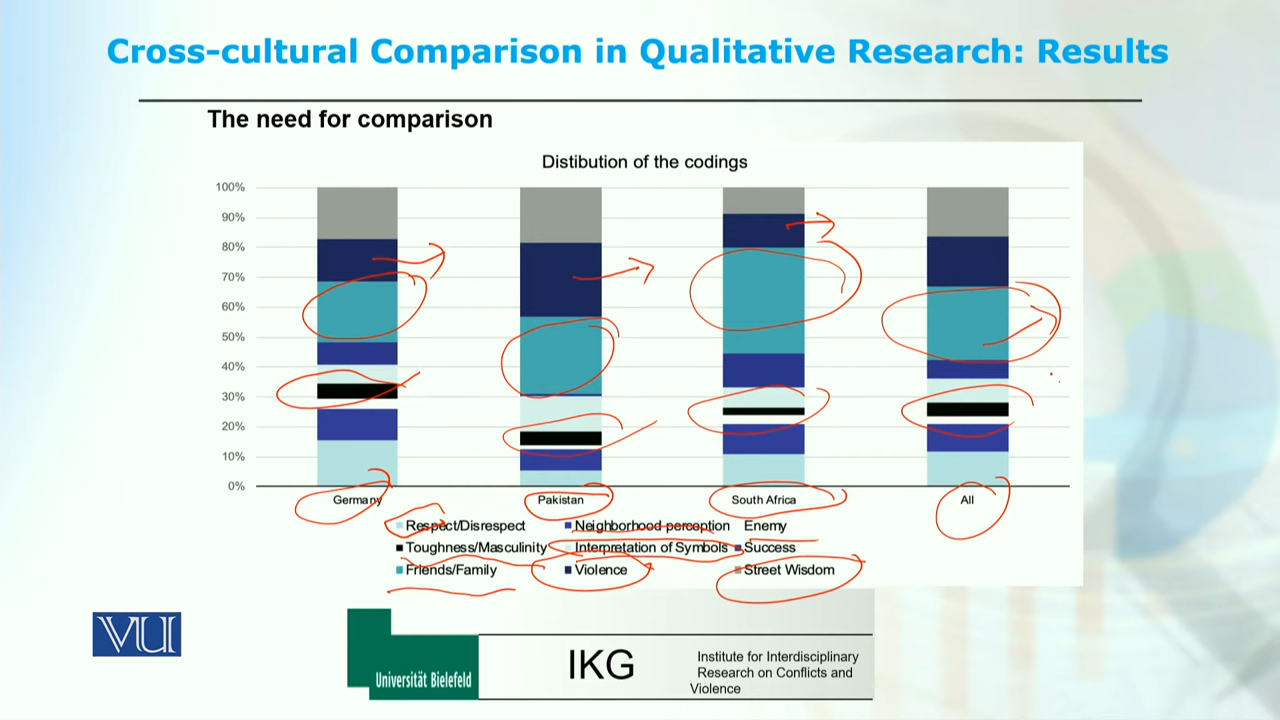 Cross-cultural Comparison in Qualitative Research: Results
The need for comparison
Distibution of the codings
100%
90%
80%
70%
60%
50%
40%
30%
20%
10%
0%
Germany
Pakistan
South Africa
All
Respect/Disrespect
Neighborhood perception
Enemy
Toughness/Masculinity
Interpretation of Symbols
Success
Friends/Family
Violence
Street Wisdom
VU
Universität Bielefeld
IKG
Institute for Interdisciplinary
Research on Conflicts and
Violence